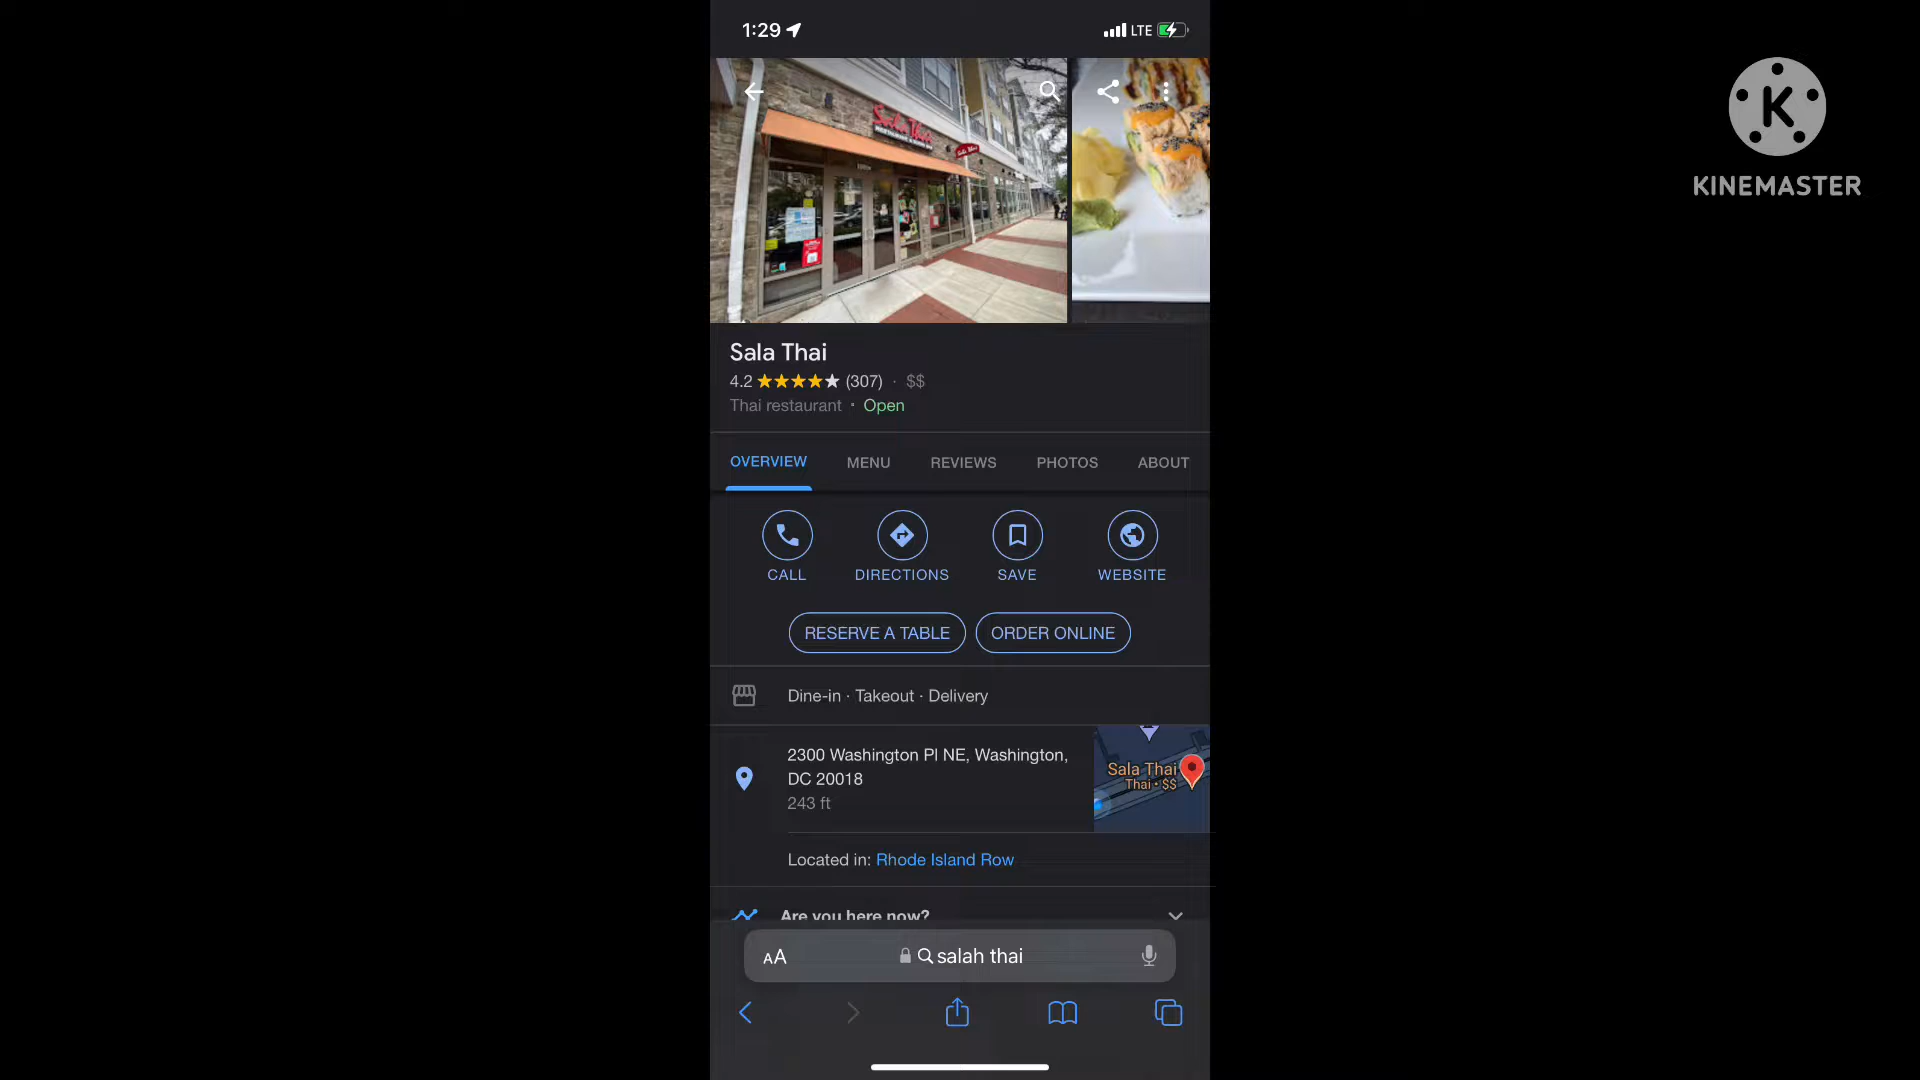 1:29
LTE
KINEMASTER
Sala Thai
Sala Thai
4.2 (307) · $$
Thai restaurant · Open
OVERVIEW MENU REVIEWS PHOTOS ABOUT
CALL DIRECTIONS SAVE WEBSITE
RESERVE A TABLE ORDER ONLINE
Dine-in · Takeout · Delivery
2300 Washington Pl NE, Washington,
DC 20018
243 ft
Sala Thai
Thai · $$
Located in: Rhode Island Row
Are you here now?
AA salah thai